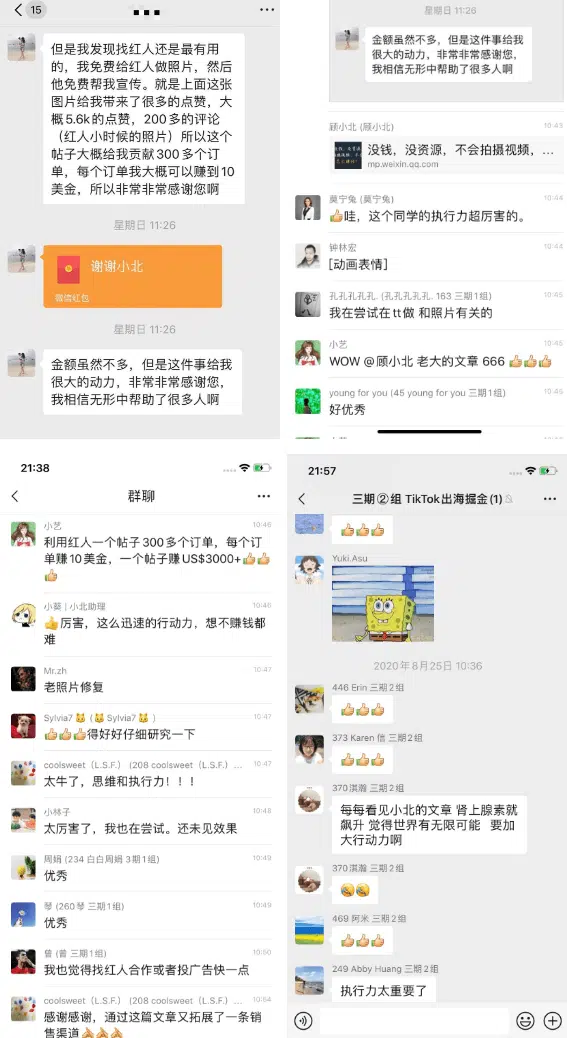 15
但是我发现找红人还是最有用
的，我免费给红人做照片，然后
他免费帮我宣传。就是上面这张
图片给我带来了很多的点赞，大
概5.6k的点赞，200多的评论
（红人小时候的照片）所以这个
帖子大概给我贡献300多个订
单，每个订单我大概可以赚到10
美金，所以非常非常感谢您啊
星期日 11:26
谢谢小北
微信红包
星期日 11:26
金额虽然不多，但是这件事给我
很大的动力，非常非常感谢您，
我相信无形中帮助了很多人啊
星期日 11:26
金额虽然不多，但是这件事给我
很大的动力，非常非常感谢您，
我相信无形中帮助了很多人啊
顾小北 (顾小北)
10:43
没钱，没资源，不会拍摄视频，...
mp.weixin.qq.com
莫宁兔 (莫宁兔)
10:44
👍哇，这个同学的执行力超厉害的。
钟林宏
10:44
[动画表情]
孔孔孔孔孔. (孔孔孔孔孔. 163 三期1组)
10:45
我在尝试在tt做 和照片有关的
小艺
10:45
WOW @顾小北 老大的文章 666 👍👍👍
young for you (45 young for you 三期1组)
10:45
好优秀
21:38
群聊
小艺
10:46
利用红人一个帖子300多个订单，每个订
单赚10美金，一个帖子赚US$3000+👍👍
👍
小葵 | 小北助理
10:46
👍厉害，这么迅速的行动力，想不赚钱都
难
Mr.zh
10:47
老照片修复
Sylvia7 🐱 (🐱 Sylvia7 🐱 )
10:47
👍👍👍得好好仔细研究一下
coolsweet（L.S.F.） (208 coolsweet（L.S.F.）...
10:47
太牛了，思维和执行力！！！
小林子
10:48
太厉害了，我也在尝试。还未见效果
周娟 (234 白白周娟 3期1组)
10:49
优秀
琴 (260琴 三期1组)
10:49
优秀
曾 (曾 三期1组)
10:50
我也觉得找红人合作或者投广告快一点
coolsweet（L.S.F.） (208 coolsweet（L.S.F.）...
10:54
感谢感谢，通过这篇文章又拓展了一条销
售渠道🙏🙏🙏
21:57
三期②组 TikTok出海掘金(1)
👍👍👍
Yuki.Asu
2020年8月25日 10:36
446 Erin 三期2组
👍👍👍
373 Karen 信 三期2组
👍👍👍
370淇瀚 三期2组
每每看见小北的文章 肾上腺素就
飙升 觉得世界有无限可能 要加
大行动力啊
370淇瀚 三期2组
😂😂
469 阿米 三期2组
👍👍👍
249 Abby Huang 三期2组
执行力太重要了